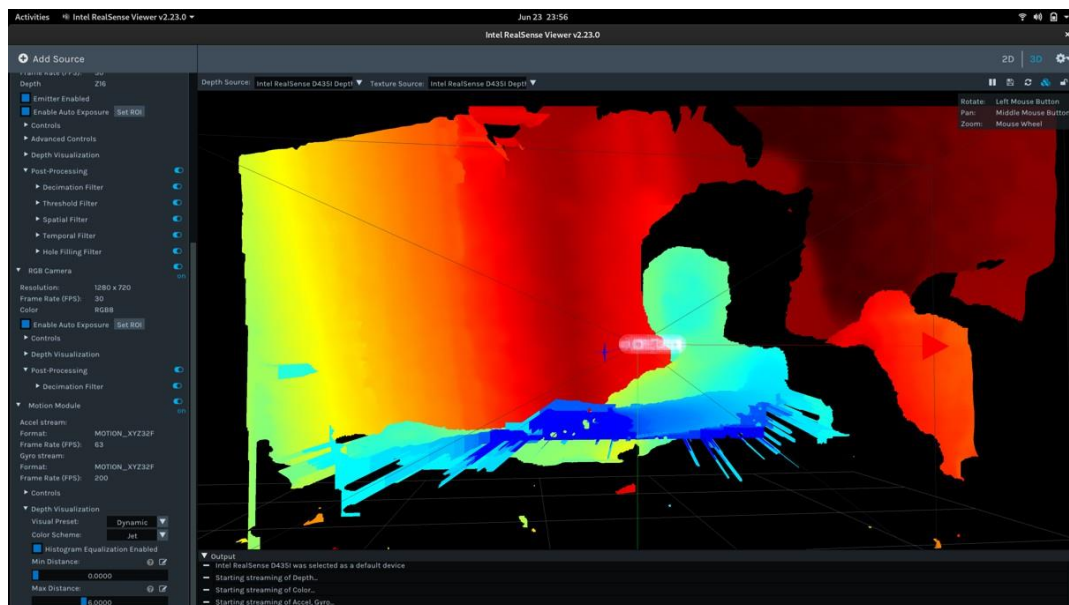 Activities Intel RealSense Viewer v2.23.0 Jun 23 23:56
Intel RealSense Viewer v2.23.0
Add Source
2D 3D
Frame Rate (FPS): 30
Depth Z16
Emitter Enabled
Enable Auto Exposure Set ROI
Controls
Advanced Controls
Depth Visualization
Post-Processing
Decimation Filter
Threshold Filter
Spatial Filter
Temporal Filter
Hole Filling Filter
RGB Camera
on
Resolution: 1280 x 720
Frame Rate (FPS): 30
Color RGB8
Enable Auto Exposure Set ROI
Controls
Depth Visualization
Post-Processing
Decimation Filter
Motion Module
on
Accel stream:
Format: MOTION_XYZ32F
Frame Rate (FPS): 63
Gyro stream:
Format: MOTION_XYZ32F
Frame Rate (FPS): 200
Controls
Depth Visualization
Visual Preset: Dynamic
Color Scheme: Jet
Histogram Equalization Enabled
Min Distance:
0.0000
Max Distance:
6.0000
Depth Source: Intel RealSense D435I Dept Texture Source: Intel RealSense D435I Dept
Rotate: Left Mouse Button
Pan: Middle Mouse Button
Zoom: Mouse Wheel
Output
Intel RealSense D435I was selected as a default device
Starting streaming of Depth...
Starting streaming of Color...
Starting streaming of Accel, Gyro...